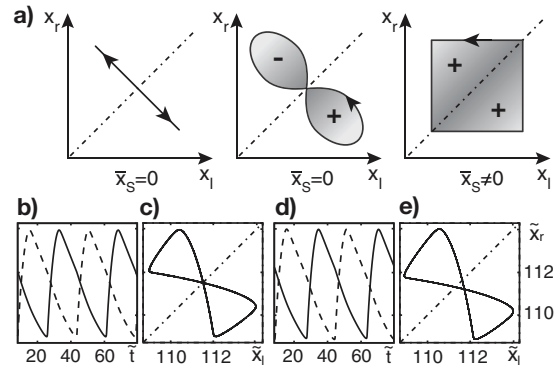 a)
x_r x_r x_r
- + + +
x̄_S=0 x_l x̄_S=0 x_l x̄_S≠0 x_l
b) c) d) e)
x̃_r
112
110
20 40 60 t̃ 110 112 x̃_l 20 40 60 t̃ 110 112 x̃_l